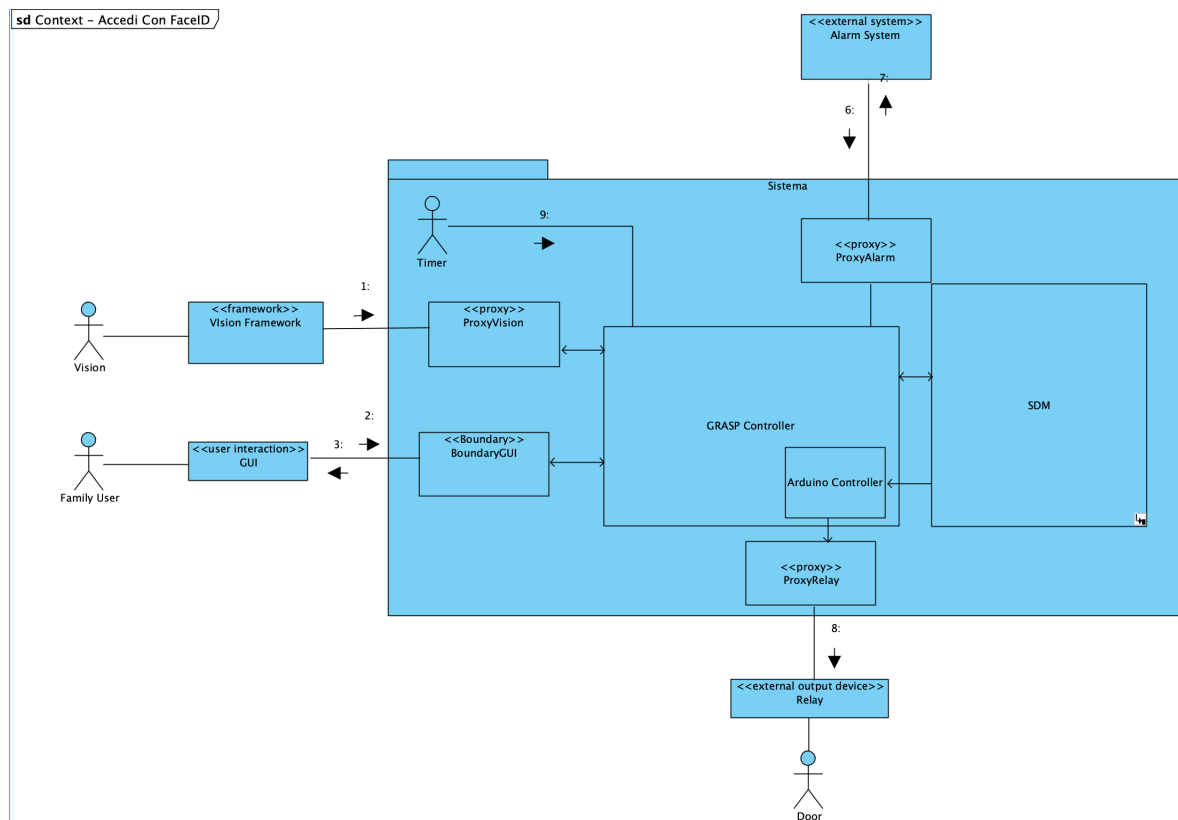 sd Context – Accedi Con FaceID
<<external system>>
Alarm System
7:
6:
Sistema
9:
Timer
<<proxy>>
ProxyAlarm
1:
<<framework>>
VIsion Framework
<<proxy>>
ProxyVision
Vision
SDM
2:
GRASP Controller
3:
<<user interaction>>
GUI
<<Boundary>>
BoundaryGUI
Arduino Controller
Family User
<<proxy>>
ProxyRelay
8:
<<external output device>>
Relay
Door